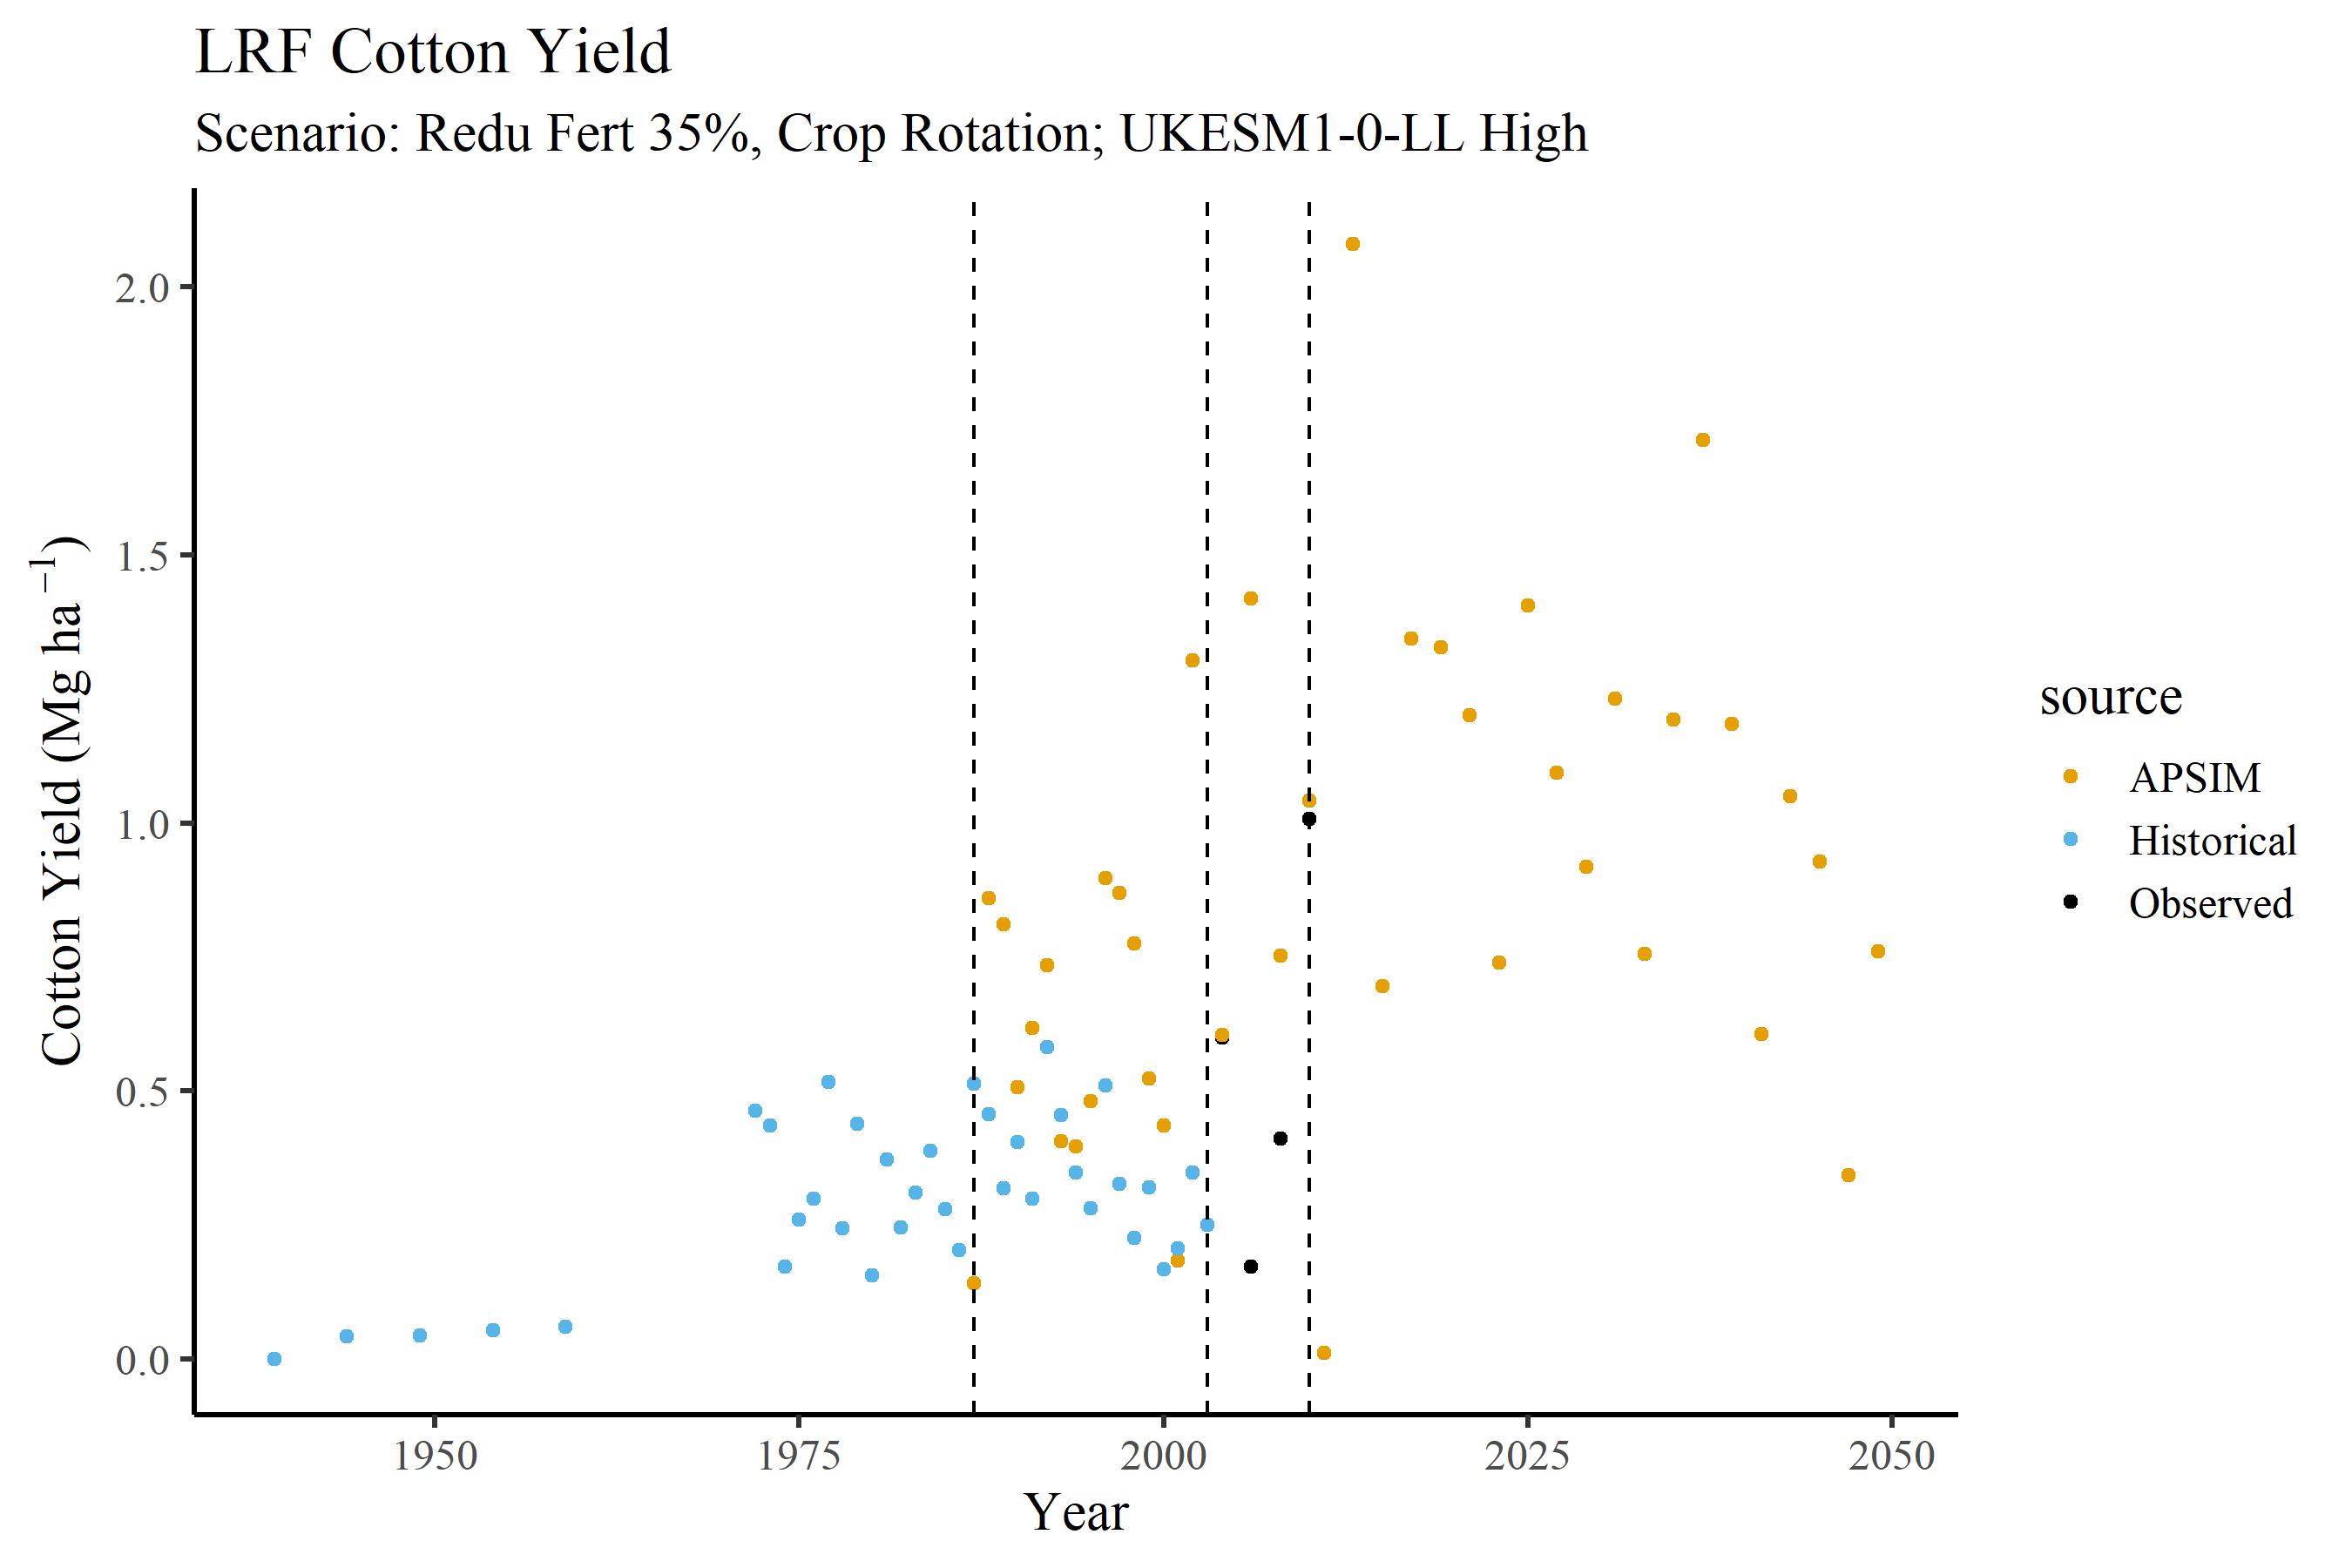 LRF Cotton Yield
Scenario: Redu Fert 35%, Crop Rotation; UKESM1-0-LL High
Cotton Yield (Mg ha⁻¹)
2.0
1.5
1.0
0.5
0.0
1950 1975 2000 2025 2050
Year
source
APSIM
Historical
Observed